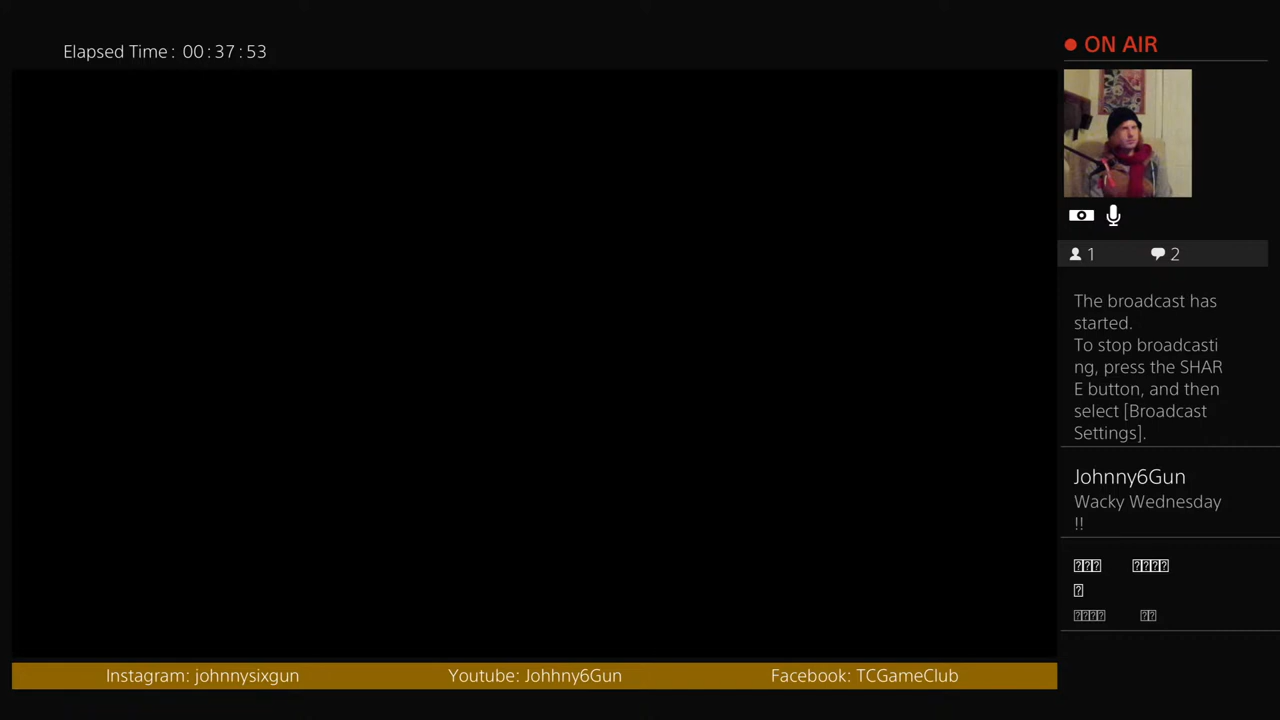 Elapsed Time: 00:37:53
ON AIR
1 2
The broadcast has
started.
To stop broadcasti
ng, press the SHAR
E button, and then
select [Broadcast
Settings].
Johnny6Gun
Wacky Wednesday
!!
Instagram: johnnysixgun Youtube: Johhny6Gun Facebook: TCGameClub